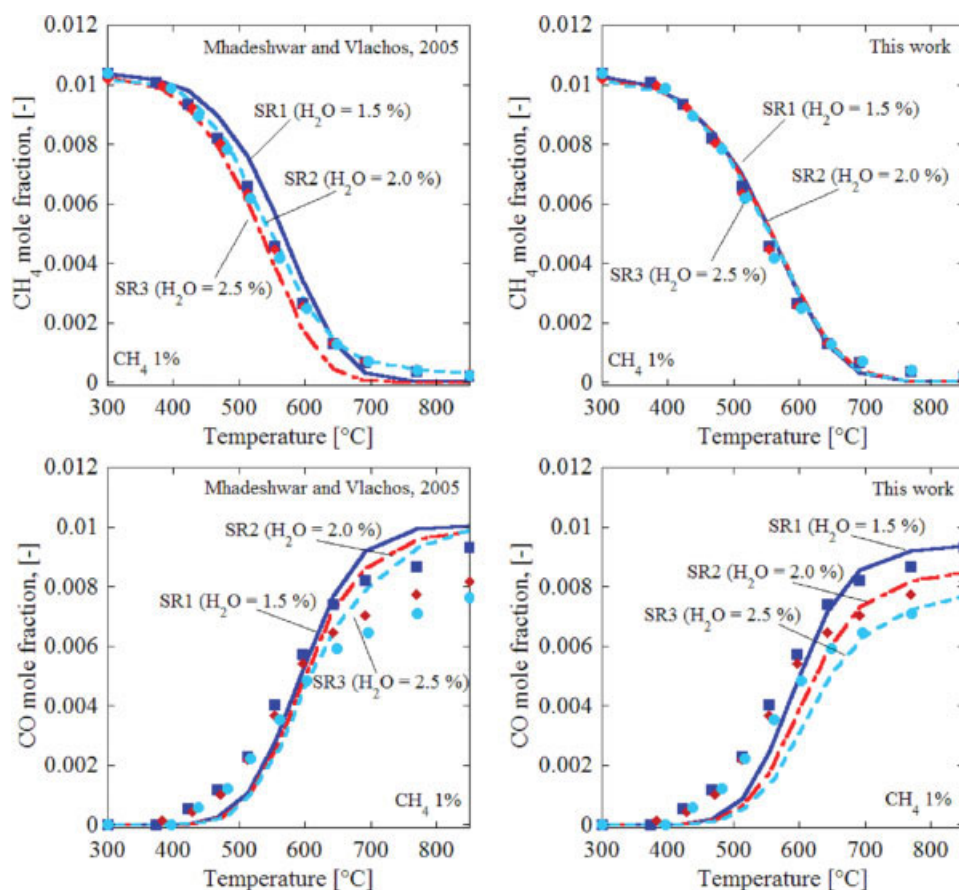 Mhadeshwar and Vlachos, 2005
SR1 (H2O = 1.5 %)
SR2 (H2O = 2.0 %)
SR3 (H2O = 2.5 %)
CH4 1%
CH4 mole fraction, [-]
0.012
0.01
0.008
0.006
0.004
0.002
0
300 400 500 600 700 800
Temperature [°C]
This work
SR1 (H2O = 1.5 %)
SR2 (H2O = 2.0 %)
SR3 (H2O = 2.5 %)
CH4 1%
CH4 mole fraction, [-]
0.012
0.01
0.008
0.006
0.004
0.002
0
300 400 500 600 700 800
Temperature [°C]
Mhadeshwar and Vlachos, 2005
SR2 (H2O = 2.0 %)
SR1 (H2O = 1.5 %)
SR3 (H2O = 2.5 %)
CH4 1%
CO mole fraction, [-]
0.012
0.01
0.008
0.006
0.004
0.002
0
300 400 500 600 700 800
Temperature [°C]
This work
SR1 (H2O = 1.5 %)
SR2 (H2O = 2.0 %)
SR3 (H2O = 2.5 %)
CH4 1%
CO mole fraction, [-]
0.012
0.01
0.008
0.006
0.004
0.002
0
300 400 500 600 700 800
Temperature [°C]